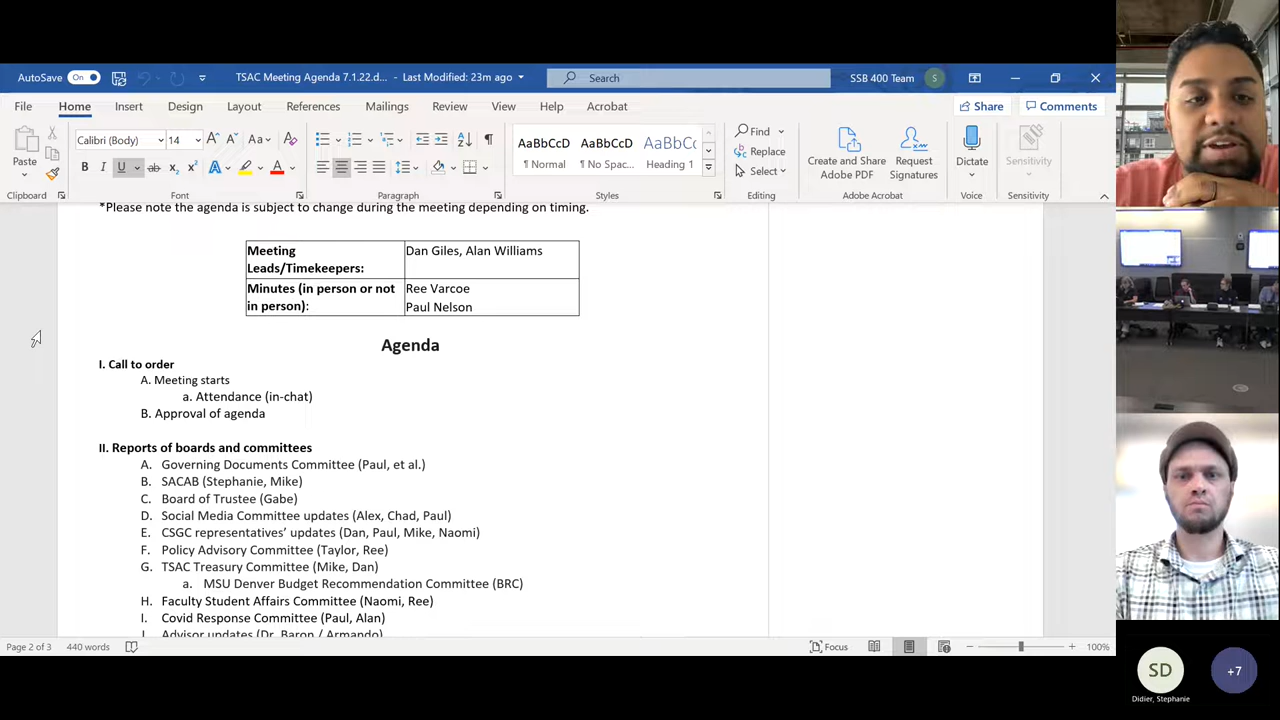 AutoSave On TSAC Meeting Agenda 7.1.22.d... - Last Modified: 23m ago Search SSB 400 Team S
File Home Insert Design Layout References Mailings Review View Help Acrobat Share Comments
Paste Calibri (Body) 14 A A Aa A AaBbCcD AaBbCcD AaBbCc Find Replace Select Create and Share Adobe PDF Request Signatures Dictate Sensitivity
B I U ab x₂ x² A A ¶ Normal No Spac... Heading 1
Clipboard Font Paragraph Styles Editing Adobe Acrobat Voice Sensitivity
*Please note the agenda is subject to change during the meeting depending on timing.
Meeting Leads/Timekeepers: Dan Giles, Alan Williams
Minutes (in person or not in person): Ree Varcoe
Paul Nelson
Agenda
I. Call to order
A. Meeting starts
a. Attendance (in-chat)
B. Approval of agenda
II. Reports of boards and committees
A. Governing Documents Committee (Paul, et al.)
B. SACAB (Stephanie, Mike)
C. Board of Trustee (Gabe)
D. Social Media Committee updates (Alex, Chad, Paul)
E. CSGC representatives’ updates (Dan, Paul, Mike, Naomi)
F. Policy Advisory Committee (Taylor, Ree)
G. TSAC Treasury Committee (Mike, Dan)
a. MSU Denver Budget Recommendation Committee (BRC)
H. Faculty Student Affairs Committee (Naomi, Ree)
I. Covid Response Committee (Paul, Alan)
J. Advisor updates (Dr. Baron / Armando)
Page 2 of 3 440 words Focus 100%
SD +7
Didier, Stephanie